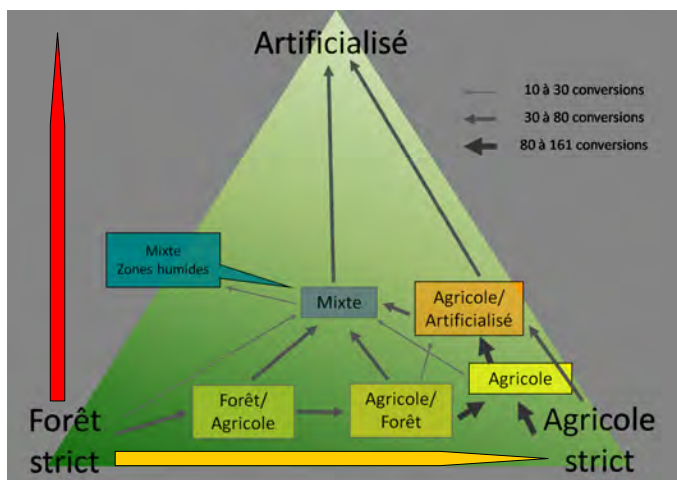 Artificialisé
10 à 30 conversions
30 à 80 conversions
80 à 161 conversions
Mixte
Zones humides
Mixte
Agricole/
Artificialisé
Agricole
Forêt/
Agricole
Agricole/
Forêt
Forêt
strict
Agricole
strict